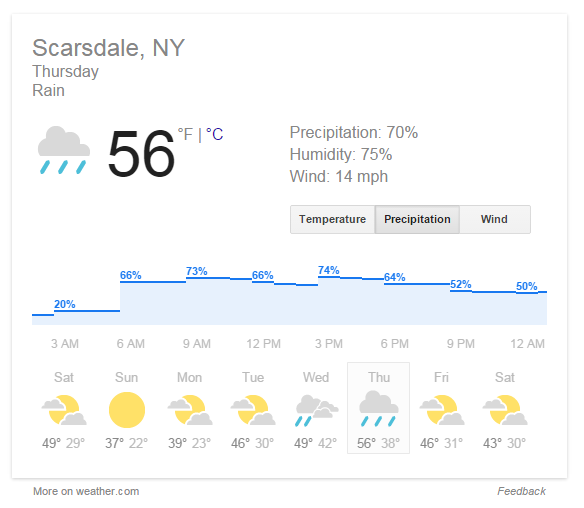 Scarsdale, NY
Thursday
Rain
56 °F | °C
Precipitation: 70%
Humidity: 75%
Wind: 14 mph
Temperature Precipitation Wind
20% 66% 73% 66% 74% 64% 52% 50%
3 AM 6 AM 9 AM 12 PM 3 PM 6 PM 9 PM 12 AM
Sat Sun Mon Tue Wed Thu Fri Sat
49° 29° 37° 22° 39° 23° 46° 30° 49° 42° 56° 38° 46° 31° 43° 30°
More on weather.com Feedback